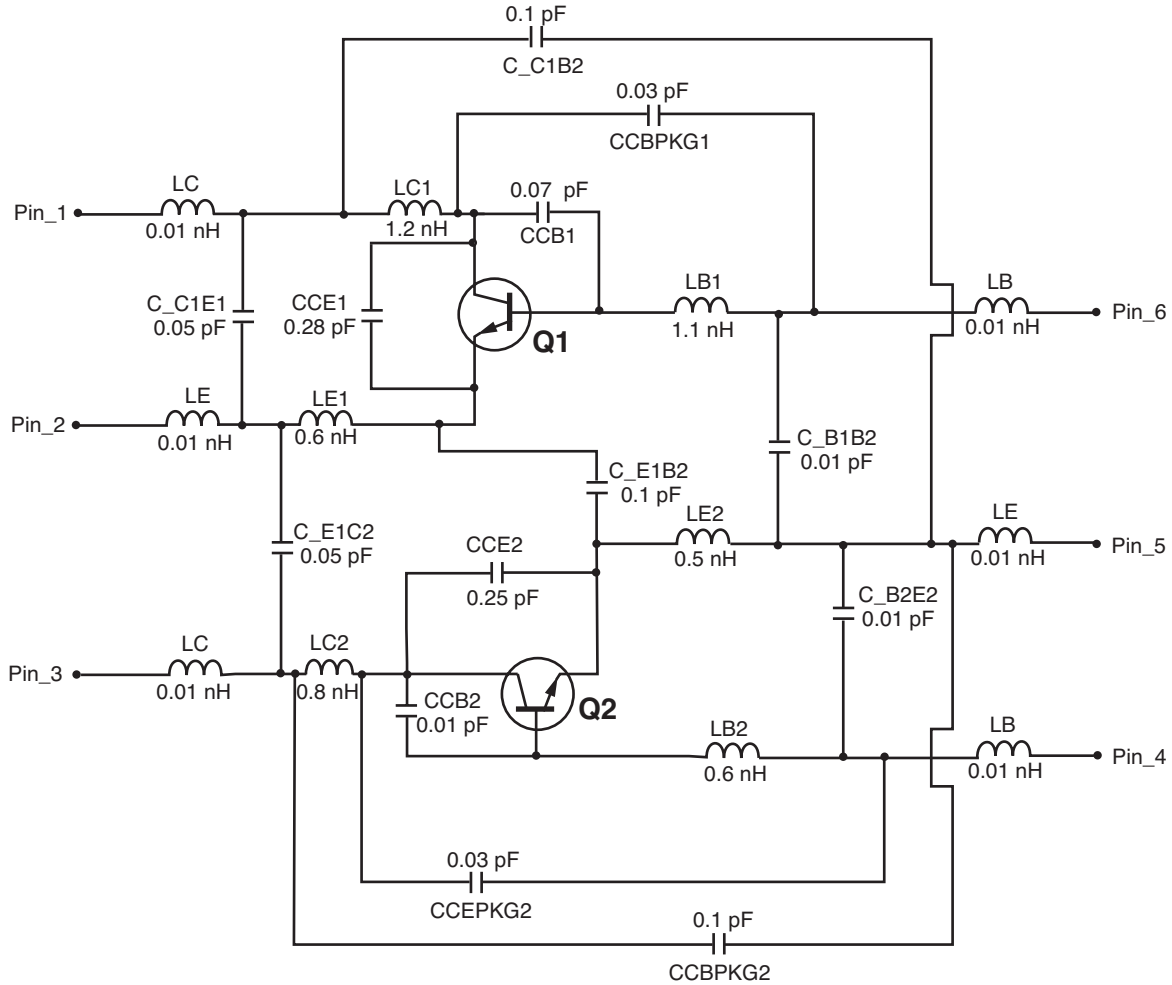 0.1 pF
C_C1B2
0.03 pF
CCBPKG1
LC
0.01 nH
LC1
1.2 nH
0.07 pF
CCB1
Pin_1
C_C1E1
0.05 pF
CCE1
0.28 pF
Q1
LB1
1.1 nH
LB
0.01 nH
Pin_6
LE
0.01 nH
LE1
0.6 nH
Pin_2
C_B1B2
0.01 pF
C_E1B2
0.1 pF
C_E1C2
0.05 pF
CCE2
0.25 pF
LE2
0.5 nH
LE
0.01 nH
Pin_5
C_B2E2
0.01 pF
LC
0.01 nH
LC2
0.8 nH
Pin_3
CCB2
0.01 pF
Q2
LB2
0.6 nH
LB
0.01 nH
Pin_4
0.03 pF
CCEPKG2
0.1 pF
CCBPKG2